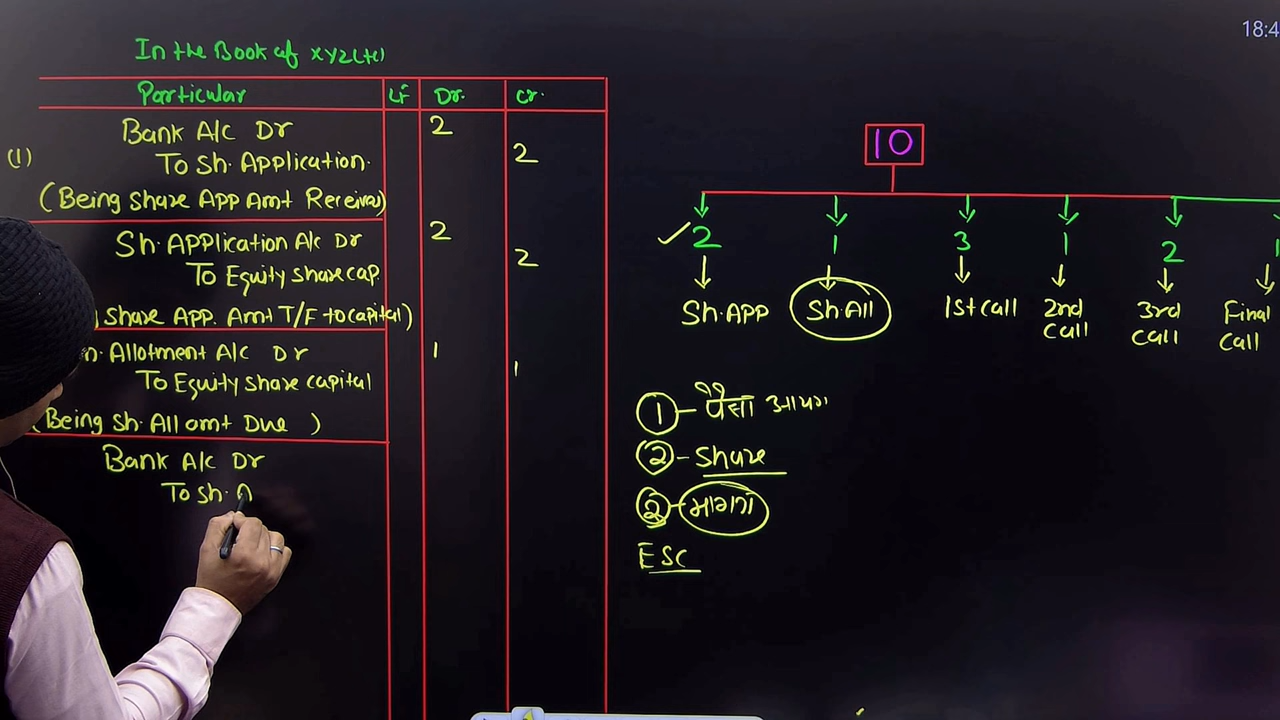 18:4
In the Book of XYZ Ltd
Particular LF Dr. Cr.
(1) Bank A/c Dr 2
To Sh. Application. 2
(Being Share App Amt Received)
Sh. Application A/c Dr 2
To Equity share cap. 2
share App. Amt T/F to capital)
h. Allotment A/c Dr 1
To Equity share capital 1
(Being Sh. All amt Due )
Bank A/c Dr
To Sh. A
10
2 1 3 1 2 1
Sh. APP Sh. All 1st call 2nd call 3rd call Final call
1 - पैसा आया
2 - Share
2 - मांगा
ESC